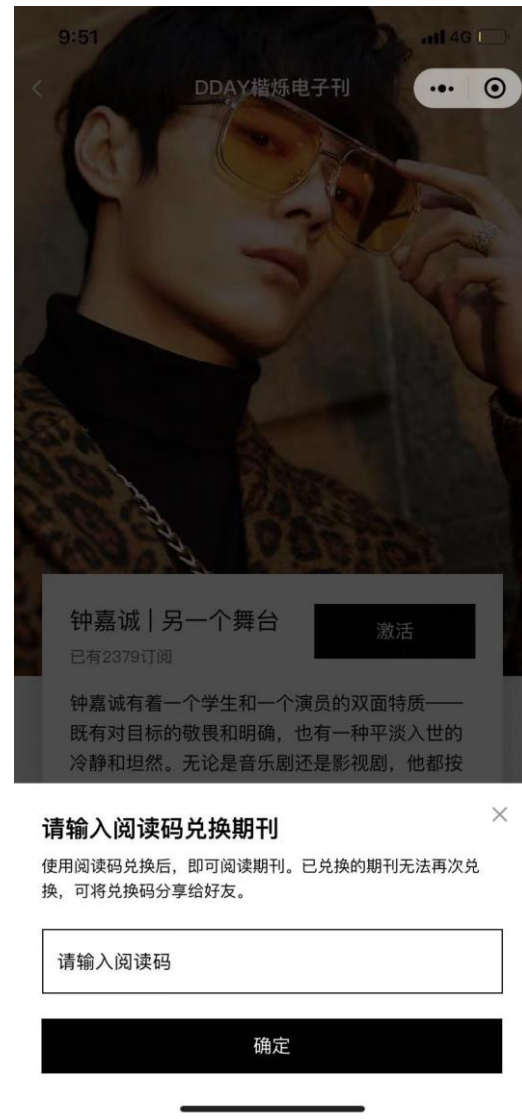 9:51
4G
DDAY楷烁电子刊
钟嘉诚 | 另一个舞台
激活
已有2379订阅
钟嘉诚有着一个学生和一个演员的双面特质——
既有对目标的敬畏和明确，也有一种平淡入世的
冷静和坦然。无论是音乐剧还是影视剧，他都按
请输入阅读码兑换期刊
使用阅读码兑换后，即可阅读期刊。已兑换的期刊无法再次兑
换，可将兑换码分享给好友。
请输入阅读码
确定